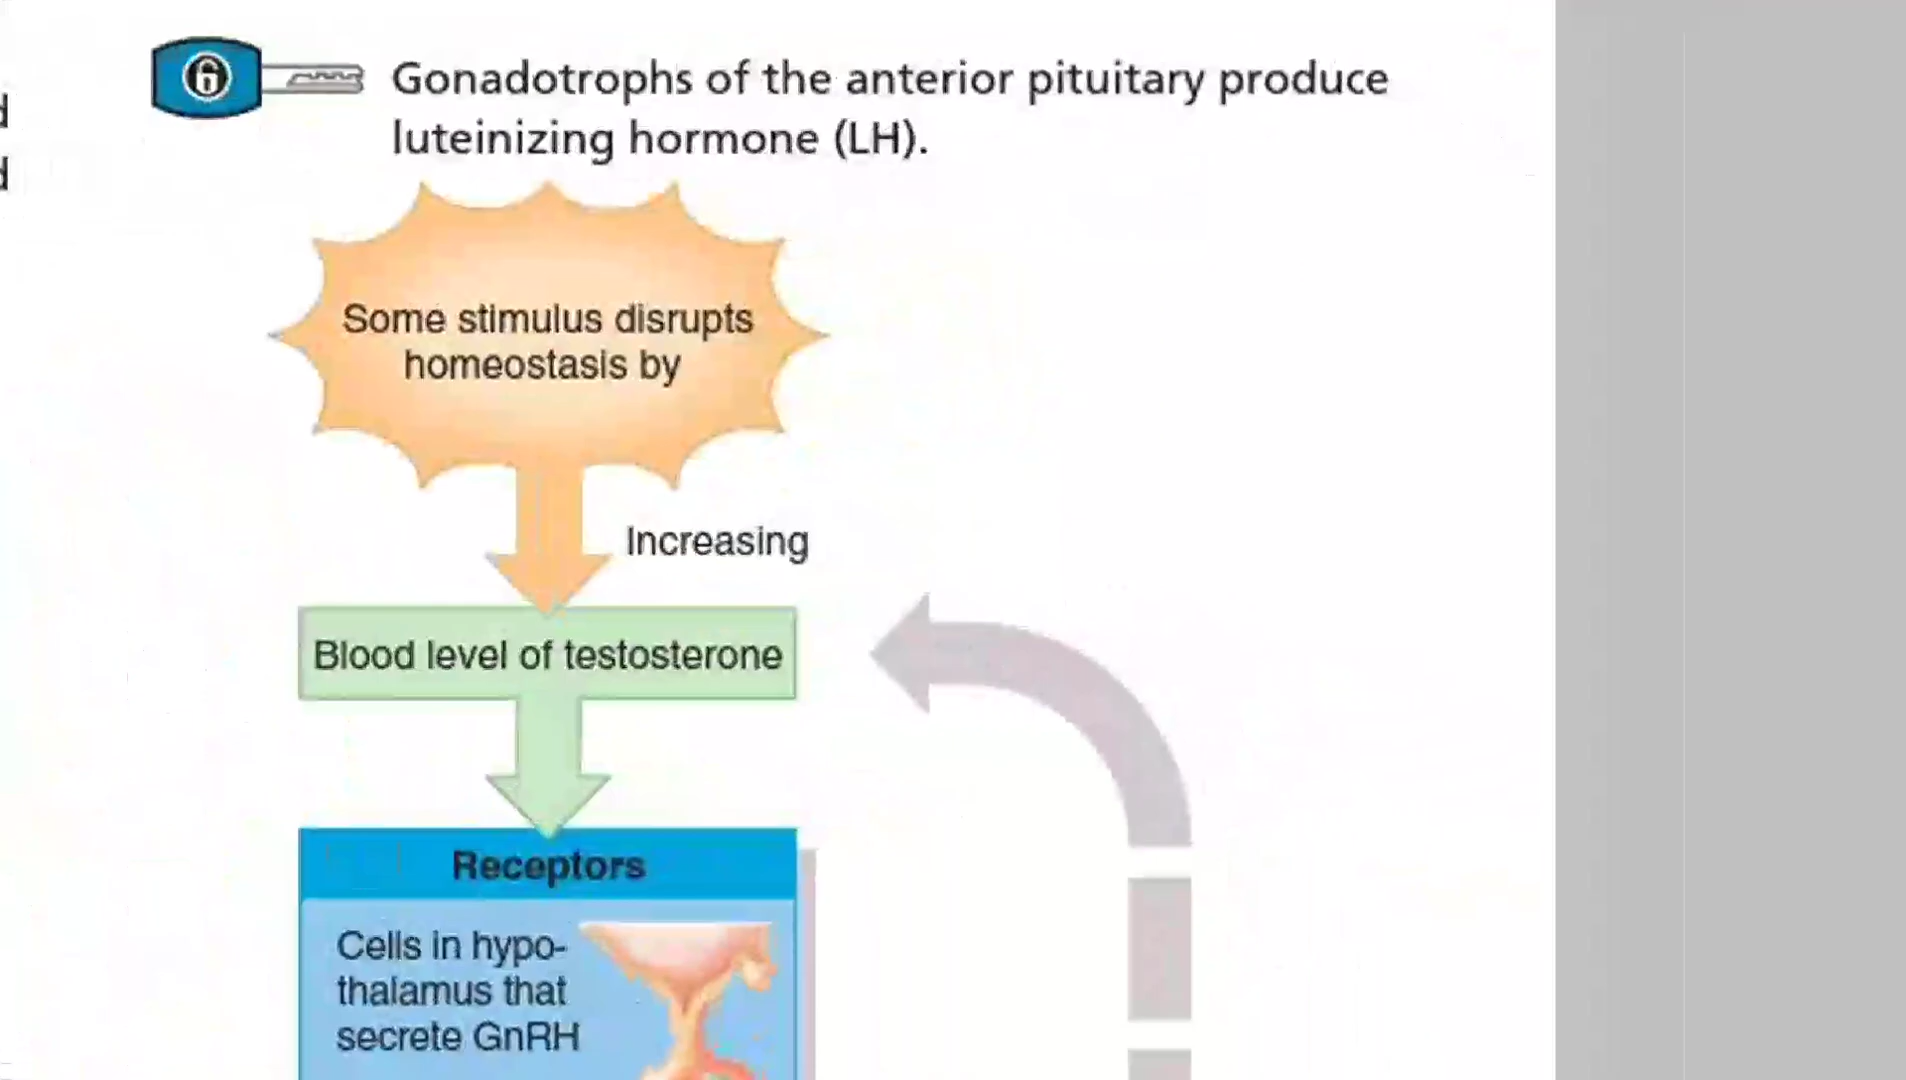 d
d
6
Gonadotrophs of the anterior pituitary produce
luteinizing hormone (LH).
Some stimulus disrupts
homeostasis by
Increasing
Blood level of testosterone
Receptors
Cells in hypo-
thalamus that
secrete GnRH